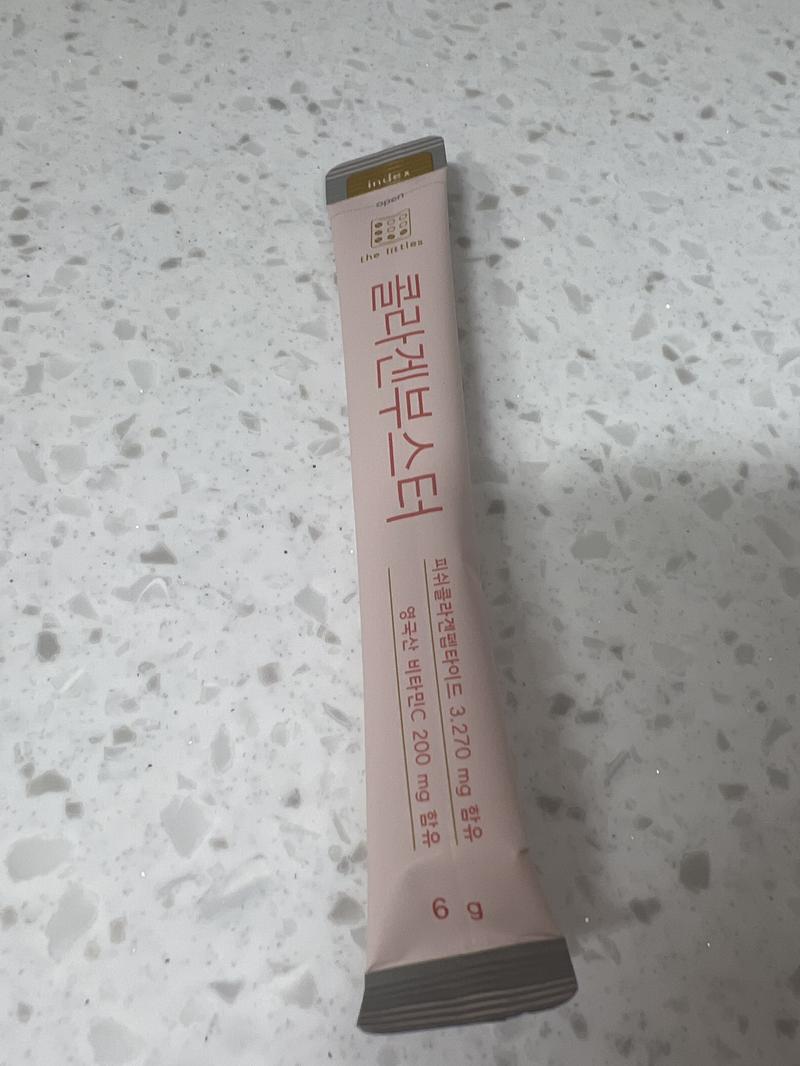 index
open
the littles
콜라겐부스터
피쉬콜라겐펩타이드 3,270 mg 함유
영국산 비타민C 200 mg 함유
6 g